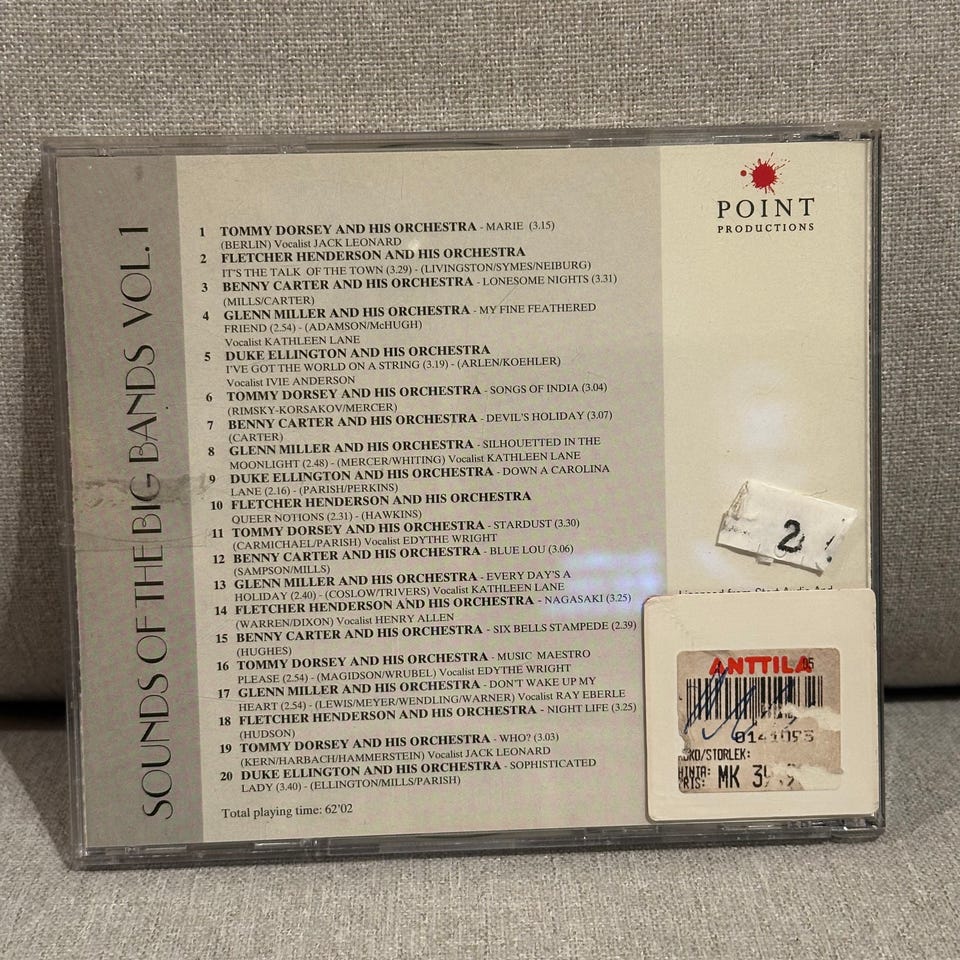 SOUNDS OF THE BIG BANDS VOL. 1
1 TOMMY DORSEY AND HIS ORCHESTRA - MARIE (3.15)
(BERLIN) Vocalist JACK LEONARD
2 FLETCHER HENDERSON AND HIS ORCHESTRA
IT'S THE TALK OF THE TOWN (3.29) - (LIVINGSTON/SYMES/NEIBURG)
3 BENNY CARTER AND HIS ORCHESTRA - LONESOME NIGHTS (3.31)
(MILLS/CARTER)
4 GLENN MILLER AND HIS ORCHESTRA - MY FINE FEATHERED
FRIEND (2.54) - (ADAMSON/McHUGH)
Vocalist KATHLEEN LANE
5 DUKE ELLINGTON AND HIS ORCHESTRA
I'VE GOT THE WORLD ON A STRING (3.19) - (ARLEN/KOEHLER)
Vocalist IVIE ANDERSON
6 TOMMY DORSEY AND HIS ORCHESTRA - SONGS OF INDIA (3.04)
(RIMSKY-KORSAKOV/MERCER)
7 BENNY CARTER AND HIS ORCHESTRA - DEVIL'S HOLIDAY (3.07)
(CARTER)
8 GLENN MILLER AND HIS ORCHESTRA - SILHOUETTED IN THE
MOONLIGHT (2.48) - (MERCER/WHITING) Vocalist KATHLEEN LANE
9 DUKE ELLINGTON AND HIS ORCHESTRA - DOWN A CAROLINA
LANE (2.16) - (PARISH/PERKINS)
10 FLETCHER HENDERSON AND HIS ORCHESTRA
QUEER NOTIONS (2.31) - (HAWKINS)
11 TOMMY DORSEY AND HIS ORCHESTRA - STARDUST (3.30)
(CARMICHAEL/PARISH) Vocalist EDYTHE WRIGHT
12 BENNY CARTER AND HIS ORCHESTRA - BLUE LOU (3.06)
(SAMPSON/MILLS)
13 GLENN MILLER AND HIS ORCHESTRA - EVERY DAY'S A
HOLIDAY (2.40) - (COSLOW/TRIVERS) Vocalist KATHLEEN LANE
14 FLETCHER HENDERSON AND HIS ORCHESTRA - NAGASAKI (3.25)
(WARREN/DIXON) Vocalist HENRY ALLEN
15 BENNY CARTER AND HIS ORCHESTRA - SIX BELLS STAMPEDE (2.39)
(HUGHES)
16 TOMMY DORSEY AND HIS ORCHESTRA - MUSIC MAESTRO
PLEASE (2.54) - (MAGIDSON/WRUBEL) Vocalist EDYTHE WRIGHT
17 GLENN MILLER AND HIS ORCHESTRA - DON'T WAKE UP MY
HEART (2.54) - (LEWIS/MEYER/WENDLING/WARNER) Vocalist RAY EBERLE
18 FLETCHER HENDERSON AND HIS ORCHESTRA - NIGHT LIFE (3.25)
(HUDSON)
19 TOMMY DORSEY AND HIS ORCHESTRA - WHO? (3.03)
(KERN/HARBACH/HAMMERSTEIN) Vocalist JACK LEONARD
20 DUKE ELLINGTON AND HIS ORCHESTRA - SOPHISTICATED
LADY (3.40) - (ELLINGTON/MILLS/PARISH)
Total playing time: 62'02
POINT
PRODUCTIONS
2
ANTTILA
/STORLEK:
MK